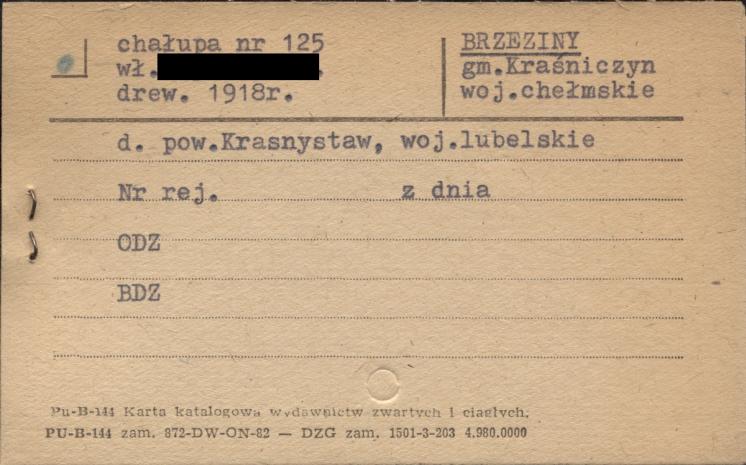 chałupa nr 125
wł.
drew. 1918r.
BRZEZINY
gm.Kraśniczyn
woj.chełmskie
d. pow.Krasnystaw, woj.lubelskie
Nr rej. z dnia
ODZ
BDZ
Pu-B-144 Karta katalogowa wydawnictw zwartych i ciągłych.
PU-B-144 zam. 872-DW-ON-82 — DZG zam. 1501-3-203 4.980.0000